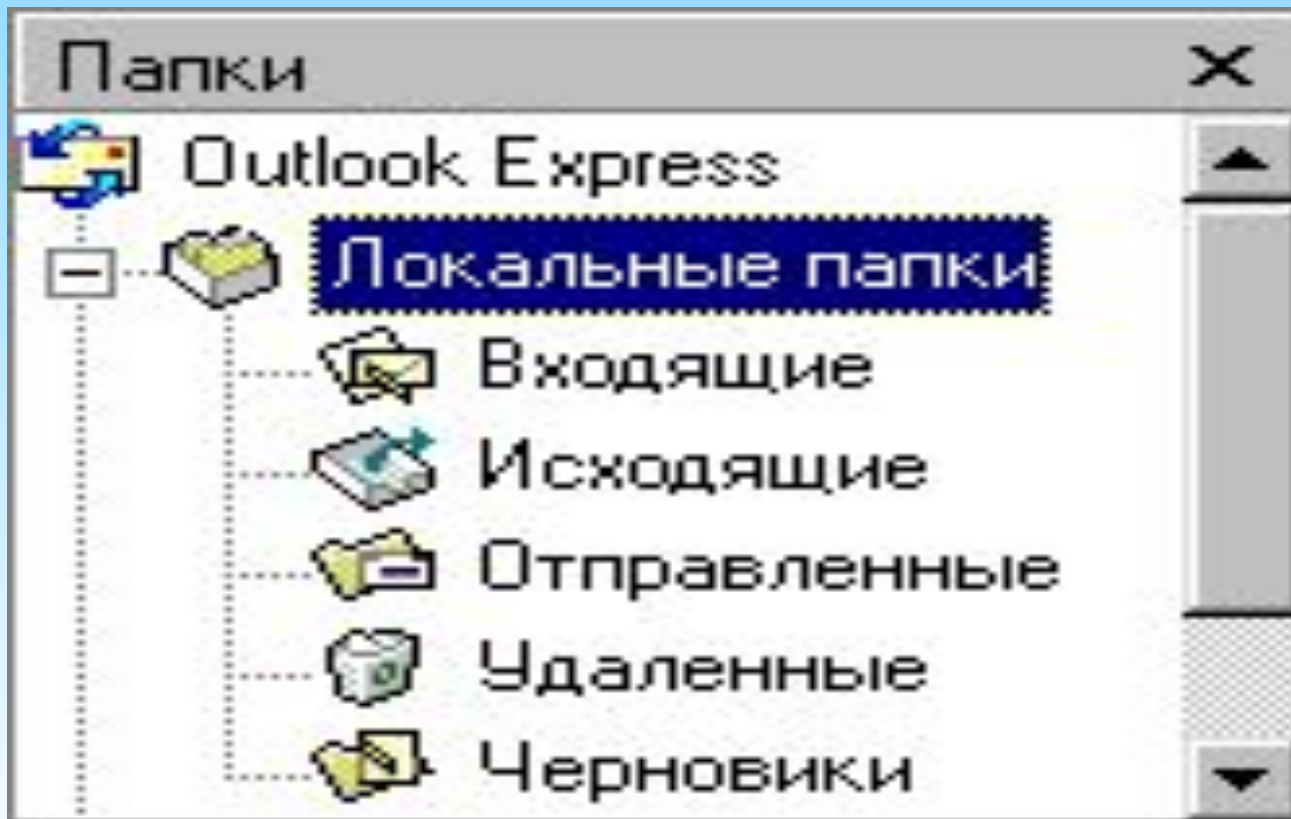 Папки
Outlook Express
Локальные папки
Входящие
Исходящие
Отправленные
Удаленные
Черновики